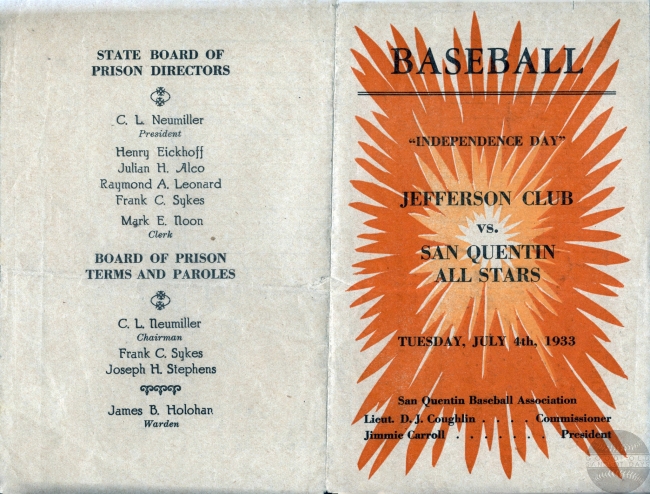 STATE BOARD OF
PRISON DIRECTORS
C. L. Neumiller
President
Henry Eickhoff
Julian H. Alco
Raymond A. Leonard
Frank C. Sykes
Mark E. Noon
Clerk
BOARD OF PRISON
TERMS AND PAROLES
C. L. Neumiller
Chairman
Frank C. Sykes
Joseph H. Stephens
James B. Holohan
Warden
BASEBALL
"INDEPENDENCE DAY"
JEFFERSON CLUB
vs.
SAN QUENTIN
ALL STARS
TUESDAY, JULY 4th, 1933
San Quentin Baseball Association
Lieut. D. J. Coughlin . . . . Commissioner
Jimmie Carroll . . . . . . . President